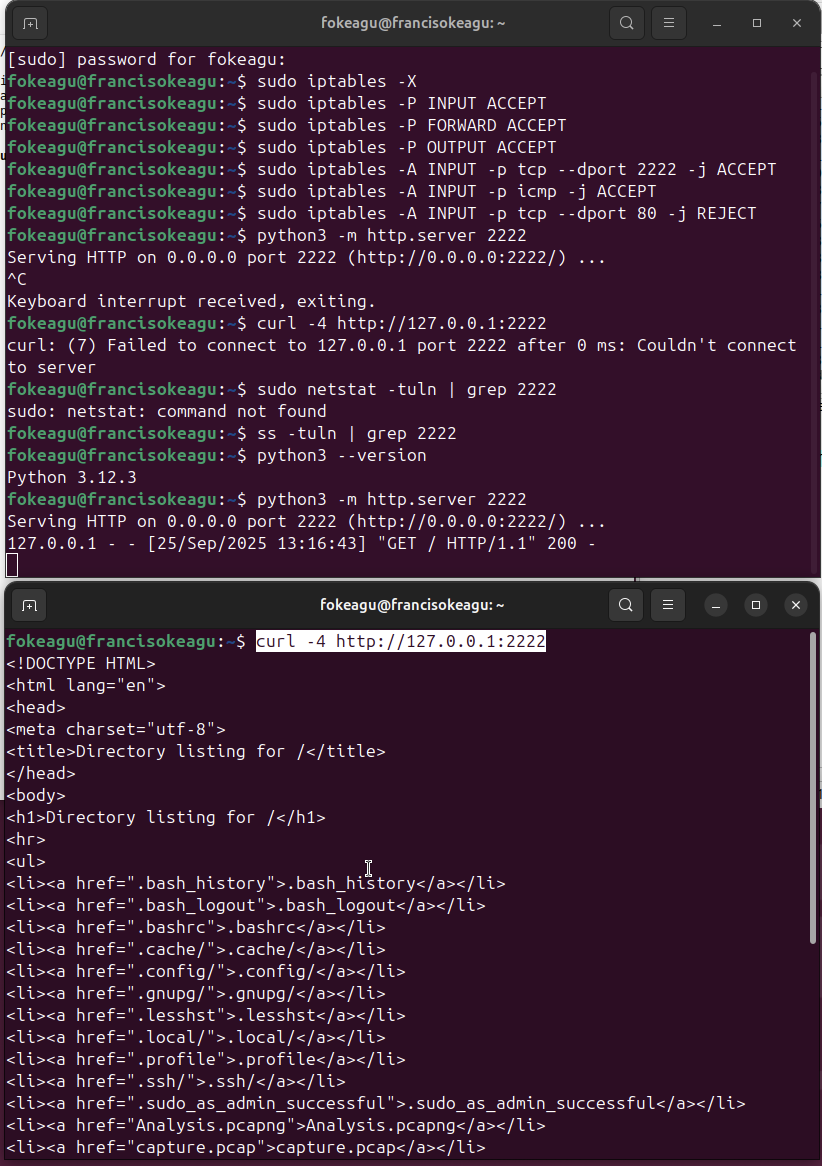 fokeagu@francisokeagu: ~
[sudo] password for fokeagu:
fokeagu@francisokeagu:~$ sudo iptables -X
fokeagu@francisokeagu:~$ sudo iptables -P INPUT ACCEPT
fokeagu@francisokeagu:~$ sudo iptables -P FORWARD ACCEPT
fokeagu@francisokeagu:~$ sudo iptables -P OUTPUT ACCEPT
fokeagu@francisokeagu:~$ sudo iptables -A INPUT -p tcp --dport 2222 -j ACCEPT
fokeagu@francisokeagu:~$ sudo iptables -A INPUT -p icmp -j ACCEPT
fokeagu@francisokeagu:~$ sudo iptables -A INPUT -p tcp --dport 80 -j REJECT
fokeagu@francisokeagu:~$ python3 -m http.server 2222
Serving HTTP on 0.0.0.0 port 2222 (http://0.0.0.0:2222/) ...
^C
Keyboard interrupt received, exiting.
fokeagu@francisokeagu:~$ curl -4 http://127.0.0.1:2222
curl: (7) Failed to connect to 127.0.0.1 port 2222 after 0 ms: Couldn't connect
to server
fokeagu@francisokeagu:~$ sudo netstat -tuln | grep 2222
sudo: netstat: command not found
fokeagu@francisokeagu:~$ ss -tuln | grep 2222
fokeagu@francisokeagu:~$ python3 --version
Python 3.12.3
fokeagu@francisokeagu:~$ python3 -m http.server 2222
Serving HTTP on 0.0.0.0 port 2222 (http://0.0.0.0:2222/) ...
127.0.0.1 - - [25/Sep/2025 13:16:43] "GET / HTTP/1.1" 200 -
fokeagu@francisokeagu: ~
fokeagu@francisokeagu:~$ curl -4 http://127.0.0.1:2222
<!DOCTYPE HTML>
<html lang="en">
<head>
<meta charset="utf-8">
<title>Directory listing for /</title>
</head>
<body>
<h1>Directory listing for /</h1>
<hr>
<ul>
<li><a href=".bash_history">.bash_history</a></li>
<li><a href=".bash_logout">.bash_logout</a></li>
<li><a href=".bashrc">.bashrc</a></li>
<li><a href=".cache/">.cache/</a></li>
<li><a href=".config/">.config/</a></li>
<li><a href=".gnupg/">.gnupg/</a></li>
<li><a href=".lesshst">.lesshst</a></li>
<li><a href=".local/">.local/</a></li>
<li><a href=".profile">.profile</a></li>
<li><a href=".ssh/">.ssh/</a></li>
<li><a href=".sudo_as_admin_successful">.sudo_as_admin_successful</a></li>
<li><a href="Analysis.pcapng">Analysis.pcapng</a></li>
<li><a href="capture.pcap">capture.pcap</a></li>